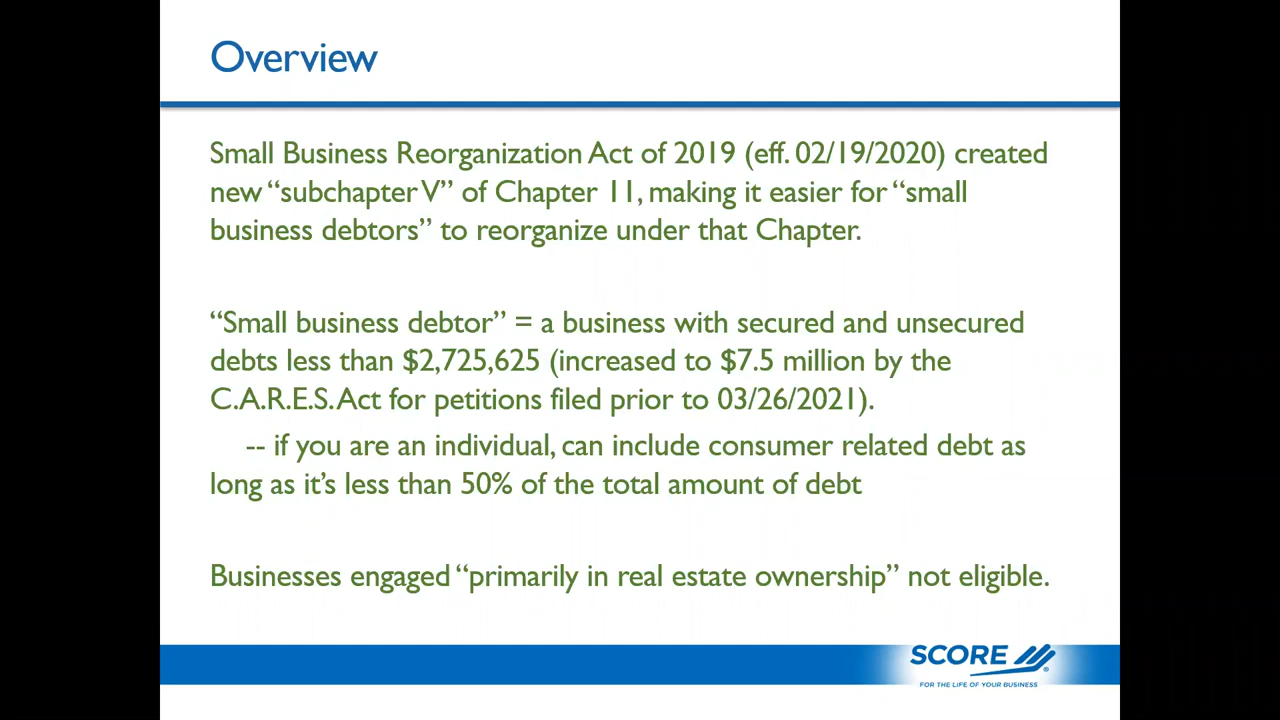 Overview
Small Business Reorganization Act of 2019 (eff. 02/19/2020) created
new “subchapter V” of Chapter 11, making it easier for “small
business debtors” to reorganize under that Chapter.
“Small business debtor” = a business with secured and unsecured
debts less than $2,725,625 (increased to $7.5 million by the
C.A.R.E.S. Act for petitions filed prior to 03/26/2021).
-- if you are an individual, can include consumer related debt as
long as it’s less than 50% of the total amount of debt
Businesses engaged “primarily in real estate ownership” not eligible.
SCORE
FOR THE LIFE OF YOUR BUSINESS